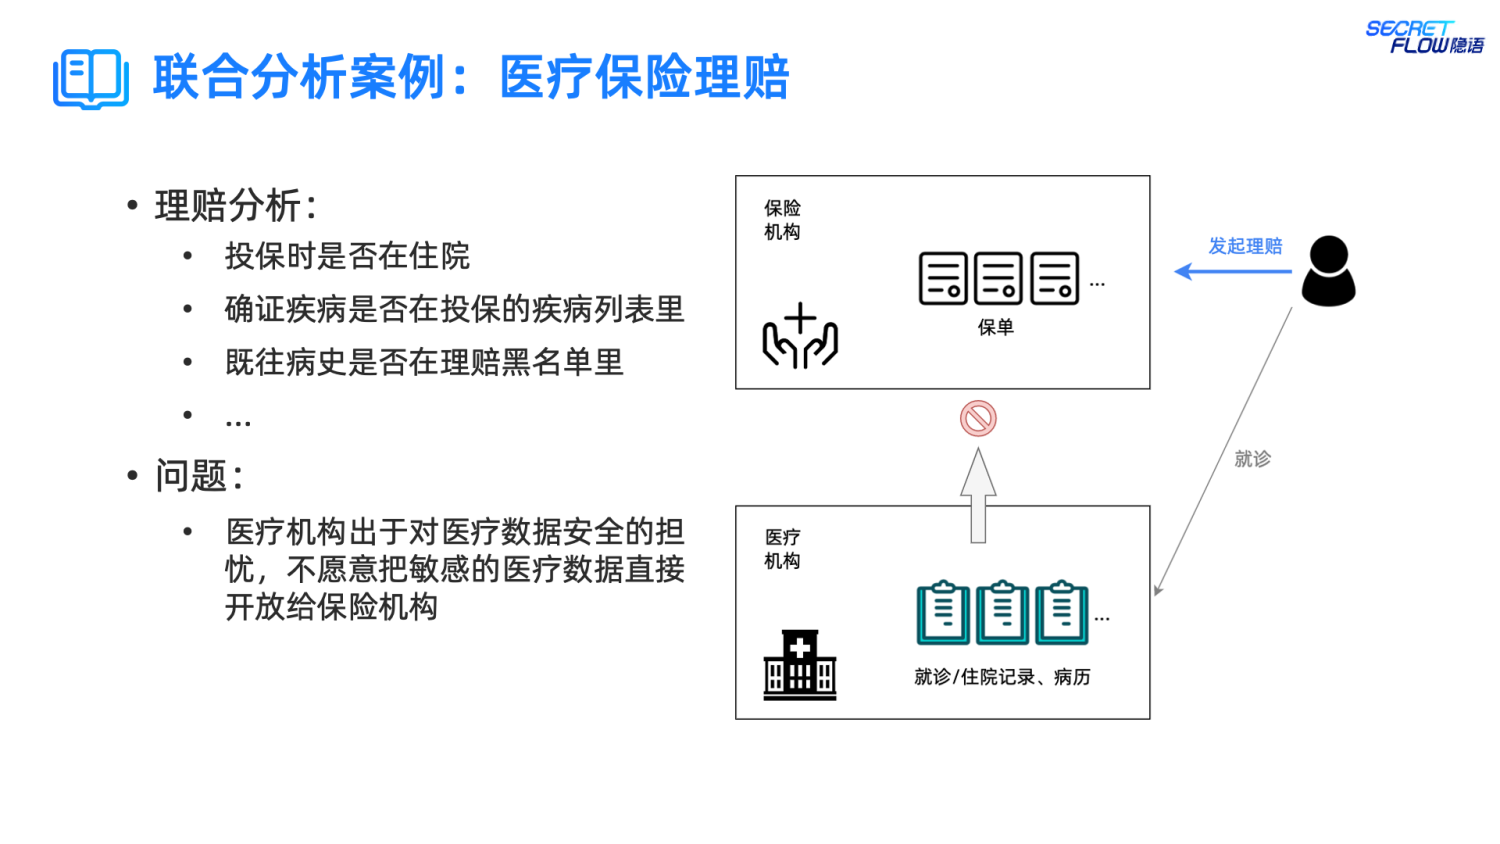 SECRET
FLOW隐语
联合分析案例：医疗保险理赔
• 理赔分析：
• 投保时是否在住院
• 确证疾病是否在投保的疾病列表里
• 既往病史是否在理赔黑名单里
• ...
• 问题：
• 医疗机构出于对医疗数据安全的担
忧，不愿意把敏感的医疗数据直接
开放给保险机构
保险
机构
...
保单
发起理赔
就诊
医疗
机构
...
就诊/住院记录、病历